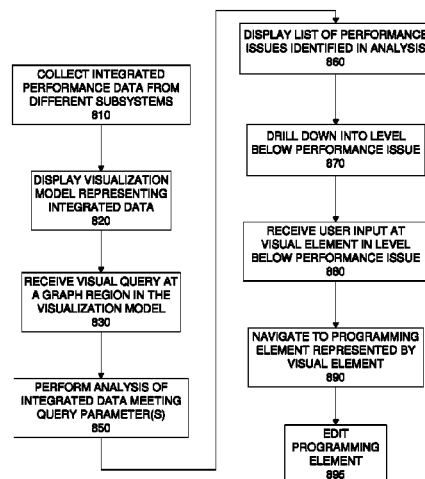 COLLECT INTEGRATED
PERFORMANCE DATA FROM
DIFFERENT SUBSYSTEMS
810
DISPLAY VISUALIZATION
MODEL REPRESENTING
INTEGRATED DATA
820
RECEIVE VISUAL QUERY AT
A GRAPH REGION IN THE
VISUALIZATION MODEL
830
PERFORM ANALYSIS OF
INTEGRATED DATA MEETING
QUERY PARAMETER(S)
850
DISPLAY LIST OF PERFORMANCE
ISSUES IDENTIFIED IN ANALYSIS
860
DRILL DOWN INTO LEVEL
BELOW PERFORMANCE ISSUE
870
RECEIVE USER INPUT AT
VISUAL ELEMENT IN LEVEL
BELOW PERFORMANCE ISSUE
880
NAVIGATE TO PROGRAMMING
ELEMENT REPRESENTED BY
VISUAL ELEMENT
890
EDIT
PROGRAMMING
ELEMENT
895